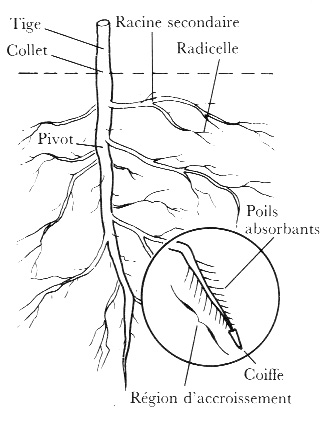 Tige
Racine secondaire
Collet
Radicelle
Pivot
Poils
absorbants
Coiffe
Région d'accroissement